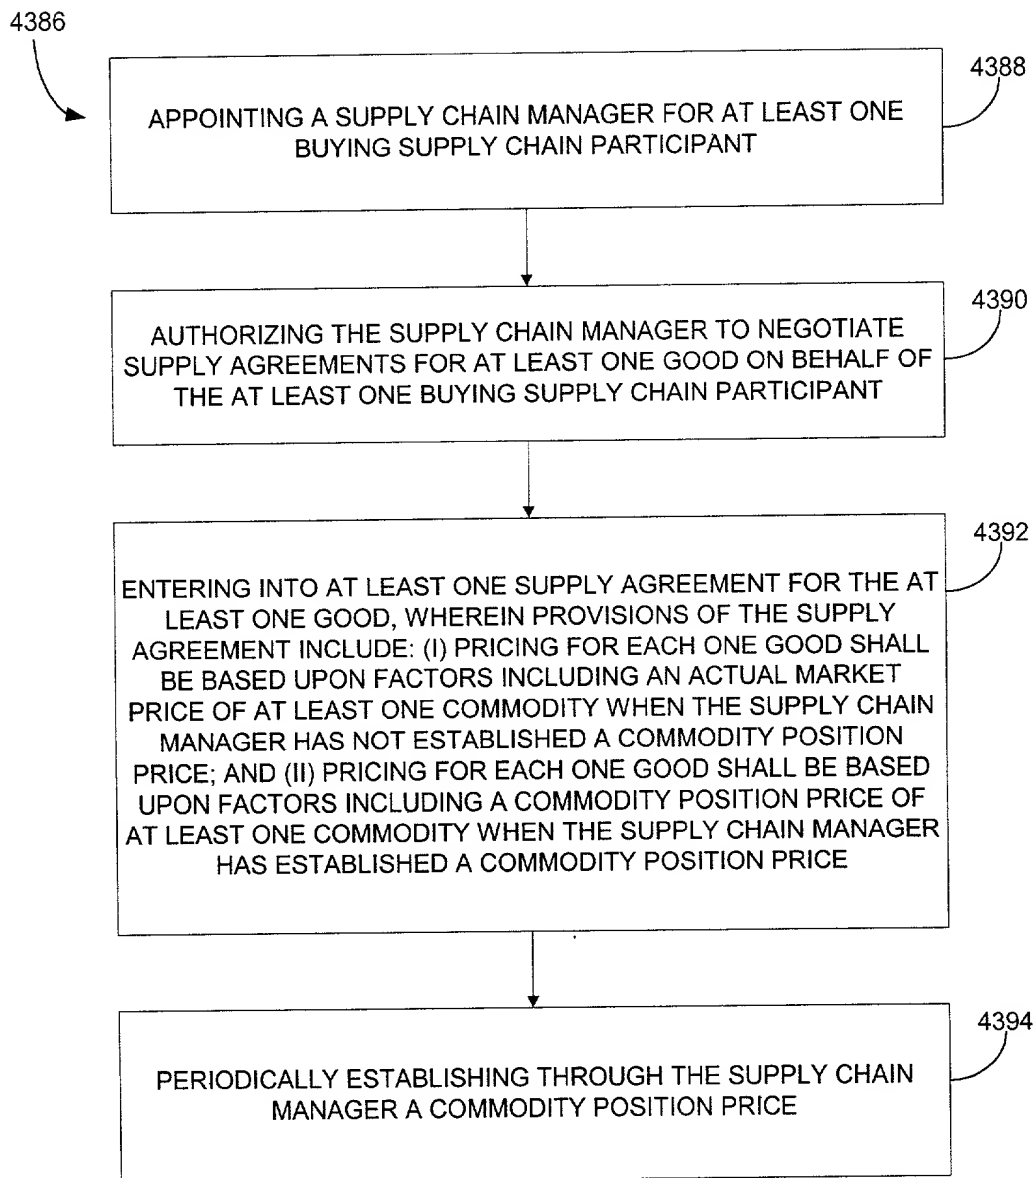 4386
4388
APPOINTING A SUPPLY CHAIN MANAGER FOR AT LEAST ONE
BUYING SUPPLY CHAIN PARTICIPANT
4390
AUTHORIZING THE SUPPLY CHAIN MANAGER TO NEGOTIATE
SUPPLY AGREEMENTS FOR AT LEAST ONE GOOD ON BEHALF OF
THE AT LEAST ONE BUYING SUPPLY CHAIN PARTICIPANT
4392
ENTERING INTO AT LEAST ONE SUPPLY AGREEMENT FOR THE AT
LEAST ONE GOOD, WHEREIN PROVISIONS OF THE SUPPLY
AGREEMENT INCLUDE: (I) PRICING FOR EACH ONE GOOD SHALL
BE BASED UPON FACTORS INCLUDING AN ACTUAL MARKET
PRICE OF AT LEAST ONE COMMODITY WHEN THE SUPPLY CHAIN
MANAGER HAS NOT ESTABLISHED A COMMODITY POSITION
PRICE; AND (II) PRICING FOR EACH ONE GOOD SHALL BE BASED
UPON FACTORS INCLUDING A COMMODITY POSITION PRICE OF
AT LEAST ONE COMMODITY WHEN THE SUPPLY CHAIN MANAGER
HAS ESTABLISHED A COMMODITY POSITION PRICE
4394
PERIODICALLY ESTABLISHING THROUGH THE SUPPLY CHAIN
MANAGER A COMMODITY POSITION PRICE